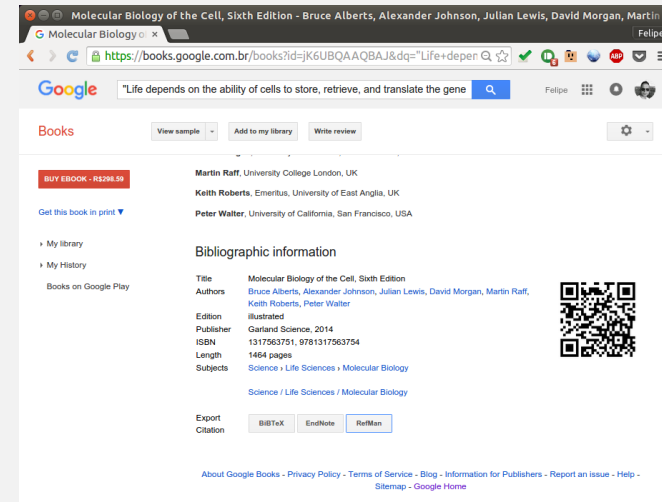 Molecular Biology of the Cell, Sixth Edition - Bruce Alberts, Alexander Johnson, Julian Lewis, David Morgan, Martin
Molecular Biology o
Felipe
https://books.google.com.br/books?id=jK6UBQAAQBAJ&dq="Life+depen
ABP
Google
"Life depends on the ability of cells to store, retrieve, and translate the gene
Felipe
Books
View sample
Add to my library
Write review
BUY EBOOK - R$298.59
Get this book in print ▼
My library
My History
Books on Google Play
Martin Raff, University College London, UK
Keith Roberts, Emeritus, University of East Anglia, UK
Peter Walter, University of California, San Francisco, USA
Bibliographic information
Title Molecular Biology of the Cell, Sixth Edition
Authors Bruce Alberts, Alexander Johnson, Julian Lewis, David Morgan, Martin Raff,
Keith Roberts, Peter Walter
Edition illustrated
Publisher Garland Science, 2014
ISBN 1317563751, 9781317563754
Length 1464 pages
Subjects Science › Life Sciences › Molecular Biology
Science / Life Sciences / Molecular Biology
Export
Citation
BiBTeX EndNote RefMan
About Google Books - Privacy Policy - Terms of Service - Blog - Information for Publishers - Report an issue - Help -
Sitemap - Google Home